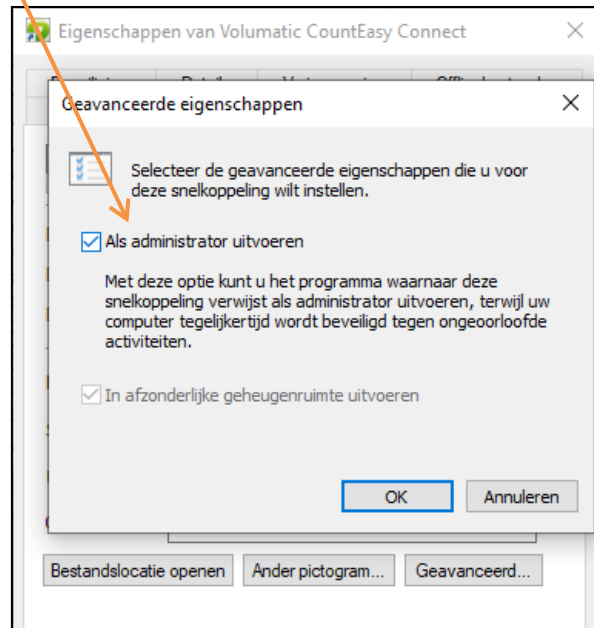 Eigenschappen van Volumatic CountEasy Connect
Geavanceerde eigenschappen
Selecteer de geavanceerde eigenschappen die u voor
deze snelkoppeling wilt instellen.
Als administrator uitvoeren
Met deze optie kunt u het programma waarnaar deze
snelkoppeling verwijst als administrator uitvoeren, terwijl uw
computer tegelijkertijd wordt beveiligd tegen ongeoorloofde
activiteiten.
In afzonderlijke geheugenruimte uitvoeren
OK Annuleren
Bestandslocatie openen Ander pictogram... Geavanceerd...